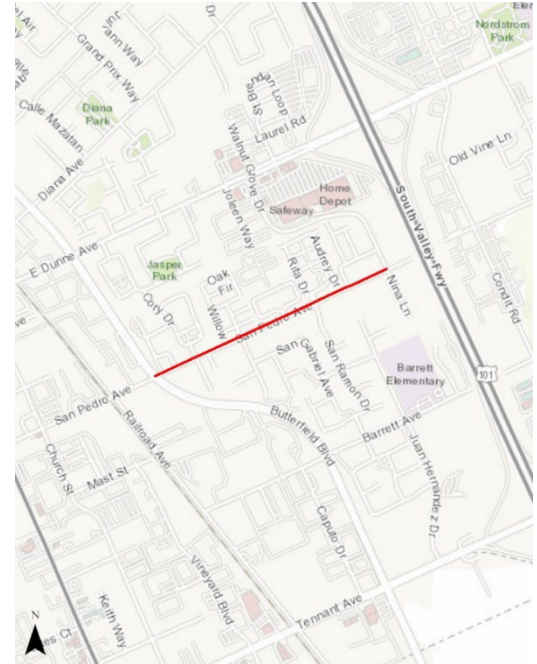 Elem
Nordstrom
Park
Dr
Grand Prix Way
Calle Mazatan
Diana
Park
Diana Ave
Laurel Rd
Old Vine Ln
Walnut Grove Dr
Home
Depot
Safeway
Joleen Way
South Valley Fwy
E Dunne Ave
Jasper
Park
Oak
Fir
Audrey Dr
Rita Dr
Nina Ln
Condit Rd
Cory Dr
Willow
San Pedro Ave
San Gabriel Ave
San Ramon Dr
Barrett
Elementary
101
San Pedro Ave
Railroad Ave
Butterfield Blvd
Barrett Ave
Juan Hernandez Dr
Church St
Mast St
Caputo Dr
Vineyard Blvd
Keith Way
Tennant Ave
N
es Ct